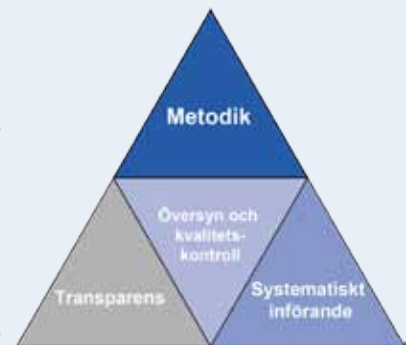 Metodik
Översyn och
kvalitets-
kontroll
Transparens
Systematiskt
införande